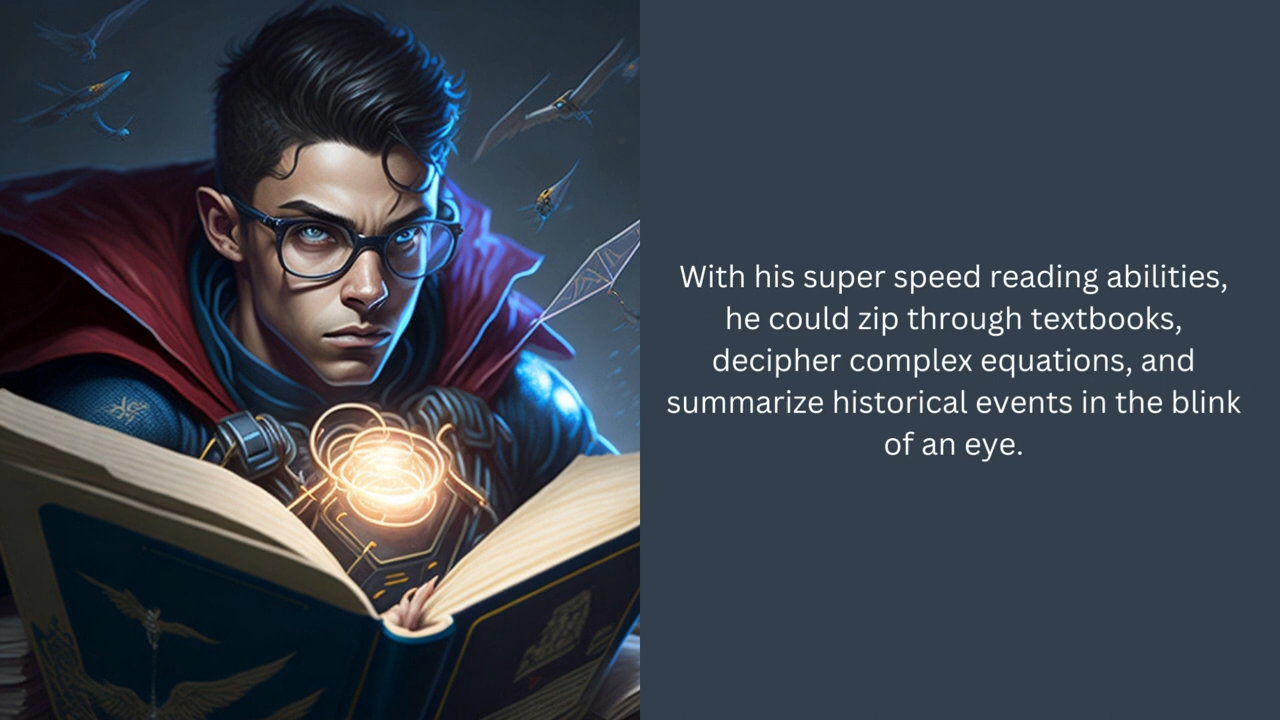 With his super speed reading abilities,
he could zip through textbooks,
decipher complex equations, and
summarize historical events in the blink
of an eye.